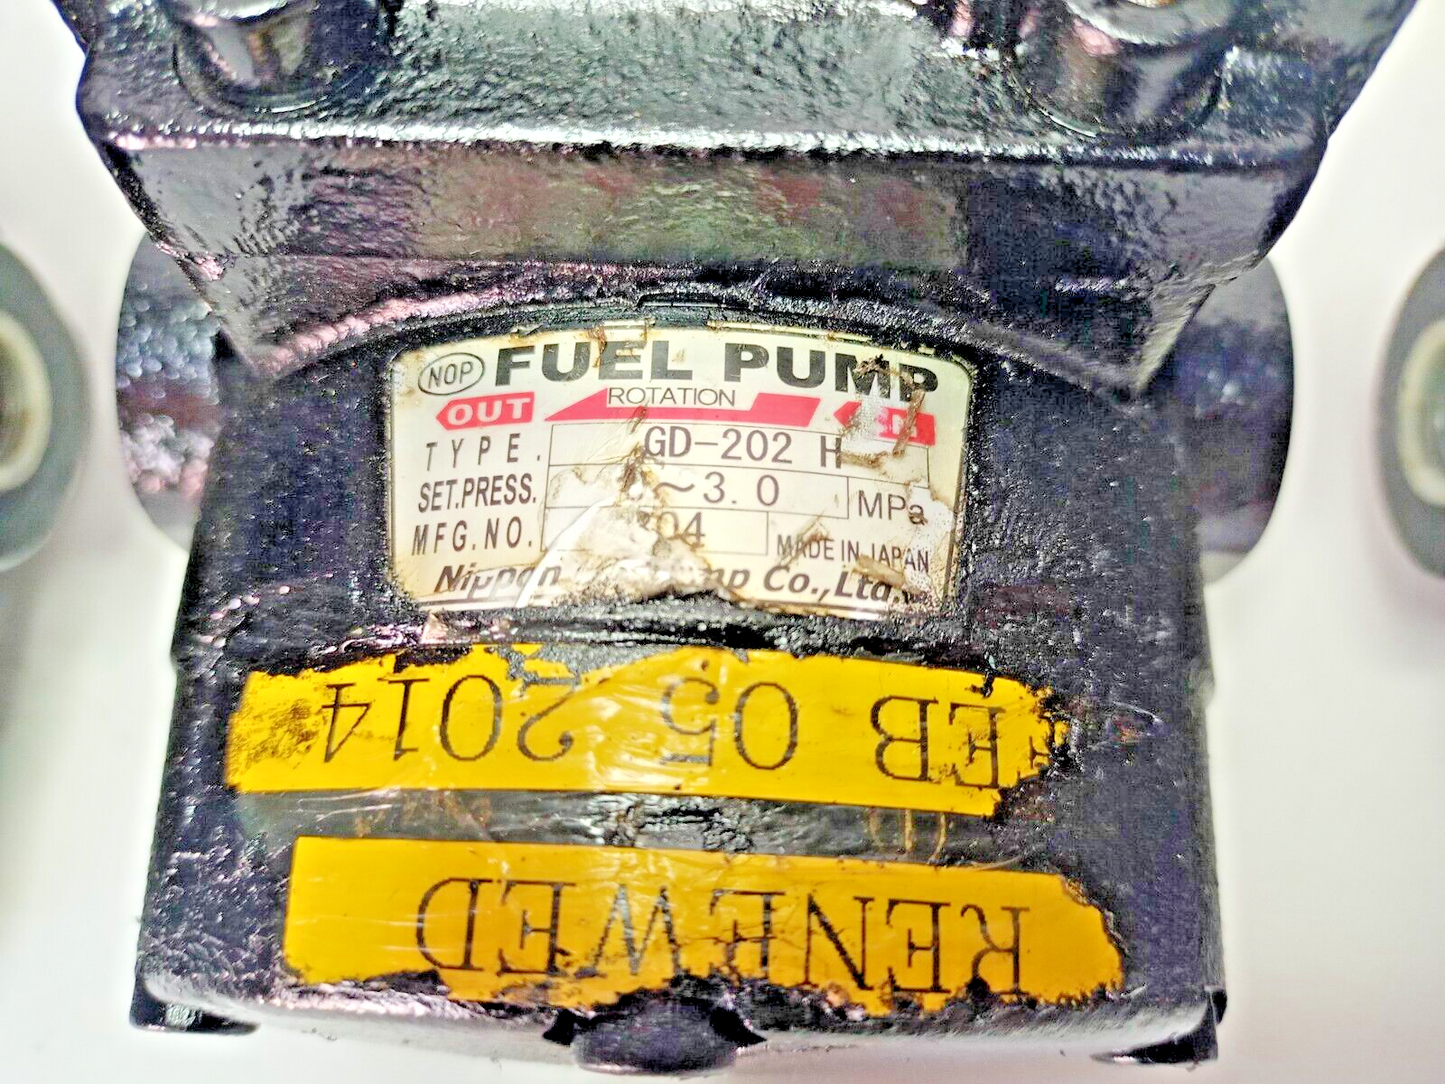 NOP FUEL PUMP
OUT ROTATION
TYPE. GD-202 H
SET.PRESS. ~3.0 MPa
MFG.NO. 04 MADE IN JAPAN
Nippon Co.,Ltd.
05 2014
RENEWED